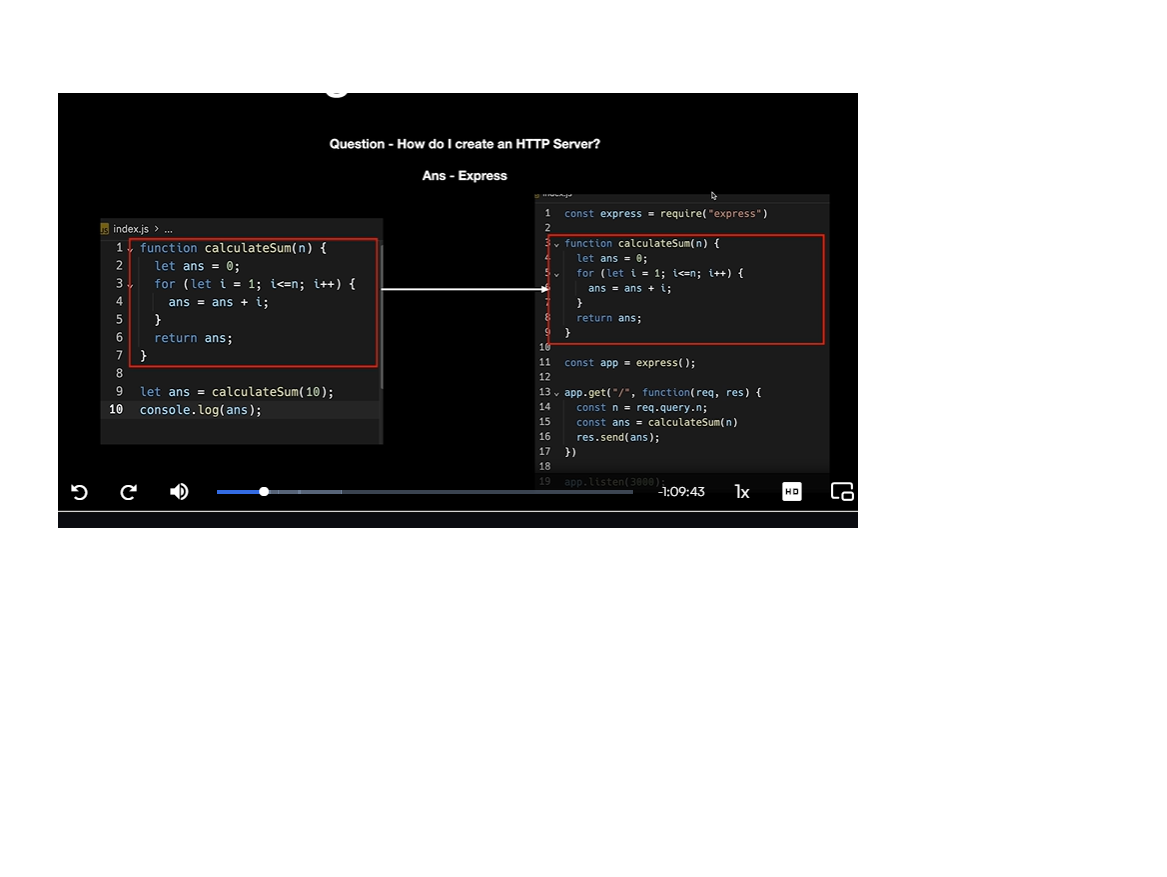 Question - How do I create an HTTP Server?
Ans - Express
JS index.js > ...
1 function calculateSum(n) {
2 let ans = 0;
3 for (let i = 1; i<=n; i++) {
4 ans = ans + i;
5 }
6 return ans;
7 }
8
9 let ans = calculateSum(10);
10 console.log(ans);
index.js
1 const express = require("express")
2
3 function calculateSum(n) {
4 let ans = 0;
5 for (let i = 1; i<=n; i++) {
6 ans = ans + i;
7 }
8 return ans;
9 }
10
11 const app = express();
12
13 app.get("/", function(req, res) {
14 const n = req.query.n;
15 const ans = calculateSum(n)
16 res.send(ans);
17 })
18
19 app.listen(3000);
-1:09:43 1x HD